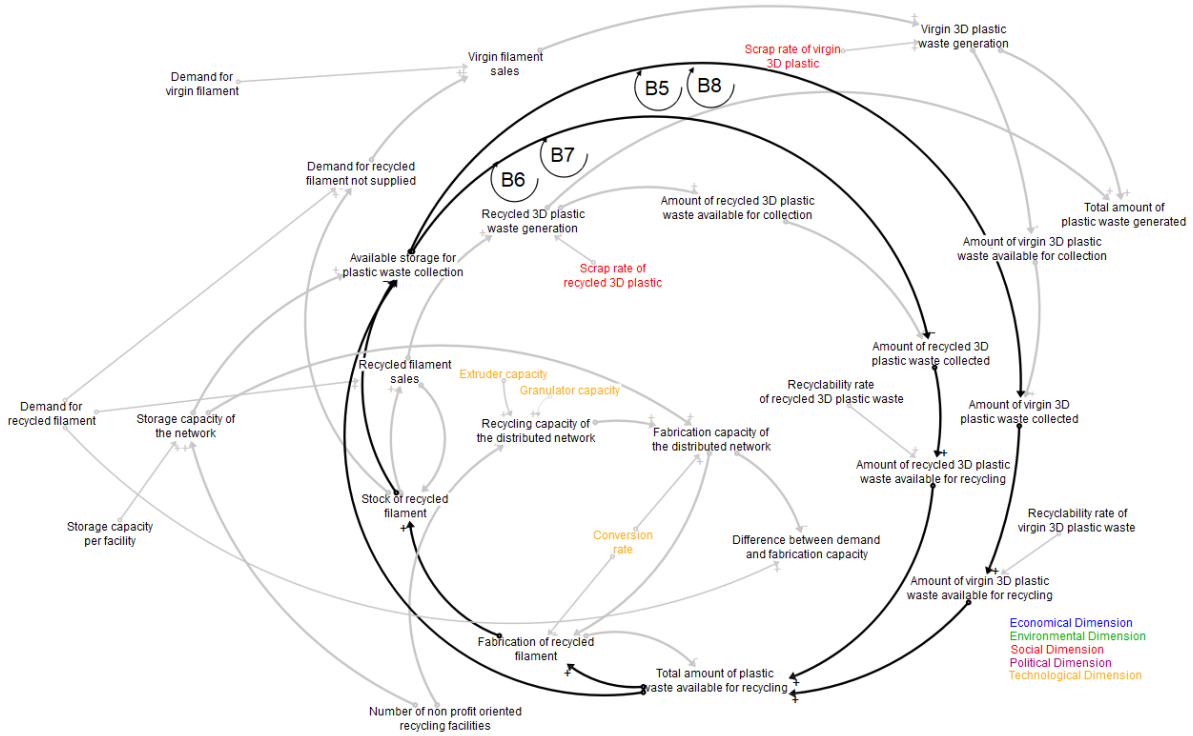 Virgin 3D plastic
waste generation
Scrap rate of virgin
3D plastic
Virgin filament
sales
Demand for
virgin filament
B5
B8
B7
B6
Demand for recycled
filament not supplied
Recycled 3D plastic
waste generation
Amount of recycled 3D plastic
waste available for collection
Total amount of
plastic waste generated
Amount of virgin 3D plastic
waste available for collection
Available storage for
plastic waste collection
Scrap rate of
recycled 3D plastic
Amount of recycled 3D
plastic waste collected
Recycled filament
sales
Extruder capacity
Granulator capacity
Recyclability rate
of recycled 3D plastic waste
Demand for
recycled filament
Storage capacity of
the network
Recycling capacity of
the distributed network
Fabrication capacity of
the distributed network
Amount of virgin 3D
plastic waste collected
Amount of recycled 3D plastic
waste available for recycling
Stock of recycled
filament
Storage capacity
per facility
Conversion
rate
Difference between demand
and fabrication capacity
Recyclability rate of
virgin 3D plastic waste
Amount of virgin 3D plastic
waste available for recycling
Fabrication of recycled
filament
Total amount of plastic
waste available for recycling
Number of non profit oriented
recycling facilities
Economical Dimension
Environmental Dimension
Social Dimension
Political Dimension
Technological Dimension